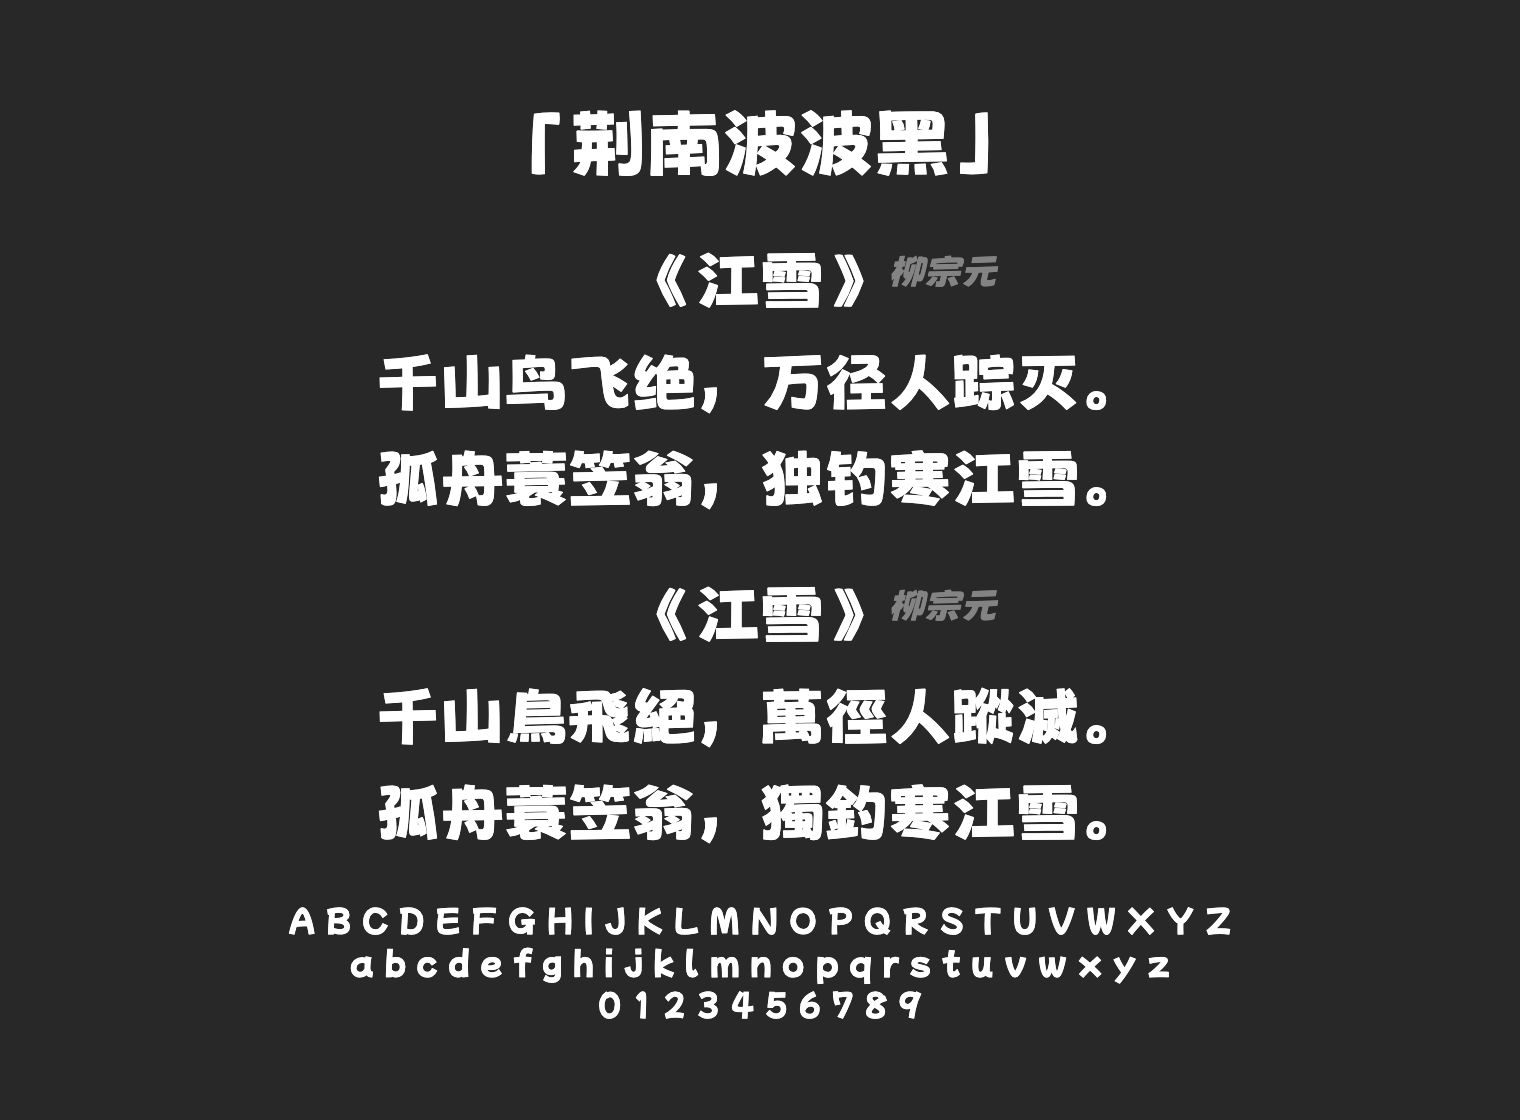 「荆南波波黑」
《江雪》柳宗元
千山鸟飞绝，万径人踪灭。
孤舟蓑笠翁，独钓寒江雪。
《江雪》柳宗元
千山鳥飛絕，萬徑人蹤滅。
孤舟蓑笠翁，獨釣寒江雪。
A B C D E F G H I J K L M N O P Q R S T U V W X Y Z
a b c d e f g h i j k l m n o p q r s t u v w x y z
0 1 2 3 4 5 6 7 8 9